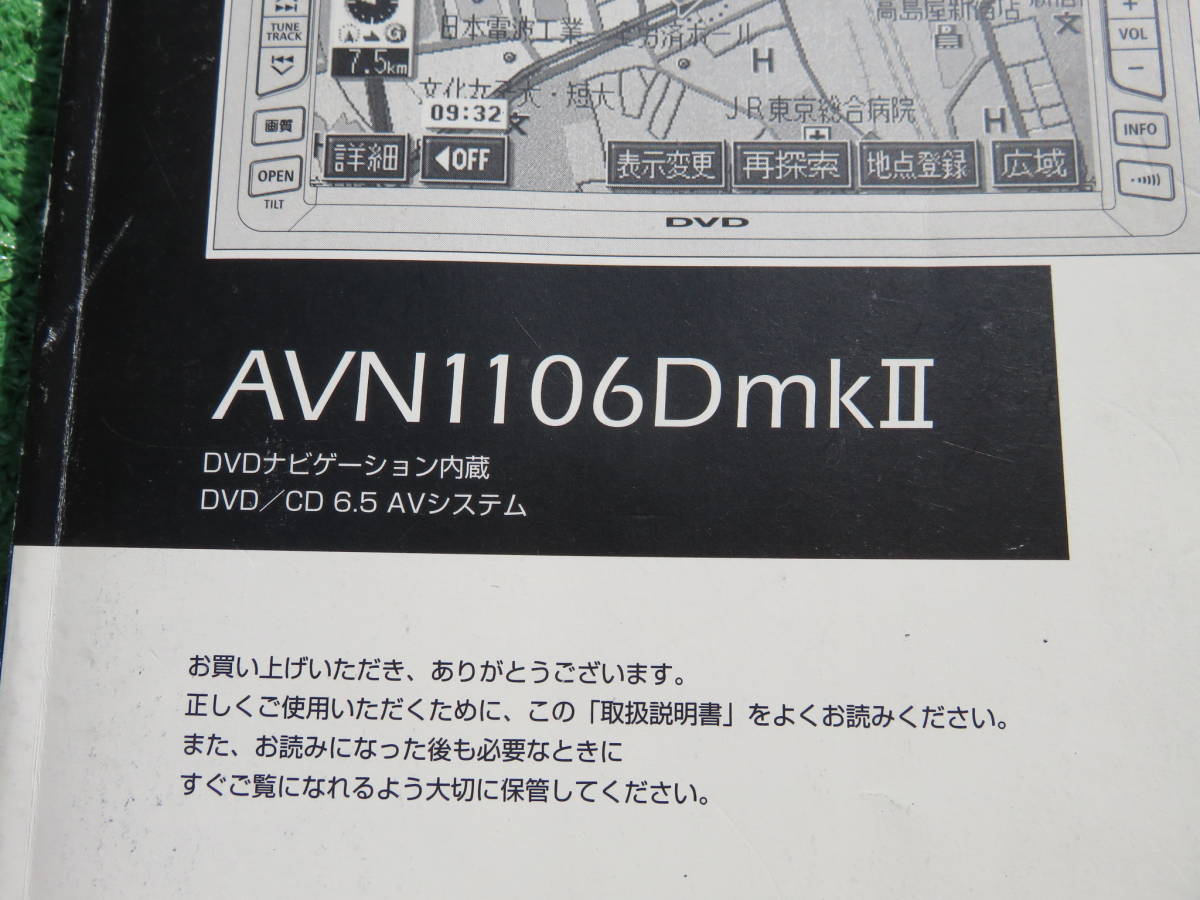 TUNE
TRACK
7.5km
日本電波工業
高島屋新宿店
文化女子大・短大
JR東京総合病院
H
H
09:32
画質
OPEN
TILT
詳細
◀OFF
表示変更
再探索
地点登録
広域
+
VOL
−
INFO
DVD
AVN1106DmkⅡ
DVDナビゲーション内蔵
DVD／CD 6.5 AVシステム
お買い上げいただき、ありがとうございます。
正しくご使用いただくために、この「取扱説明書」をよくお読みください。
また、お読みになった後も必要なときに
すぐご覧になれるよう大切に保管してください。